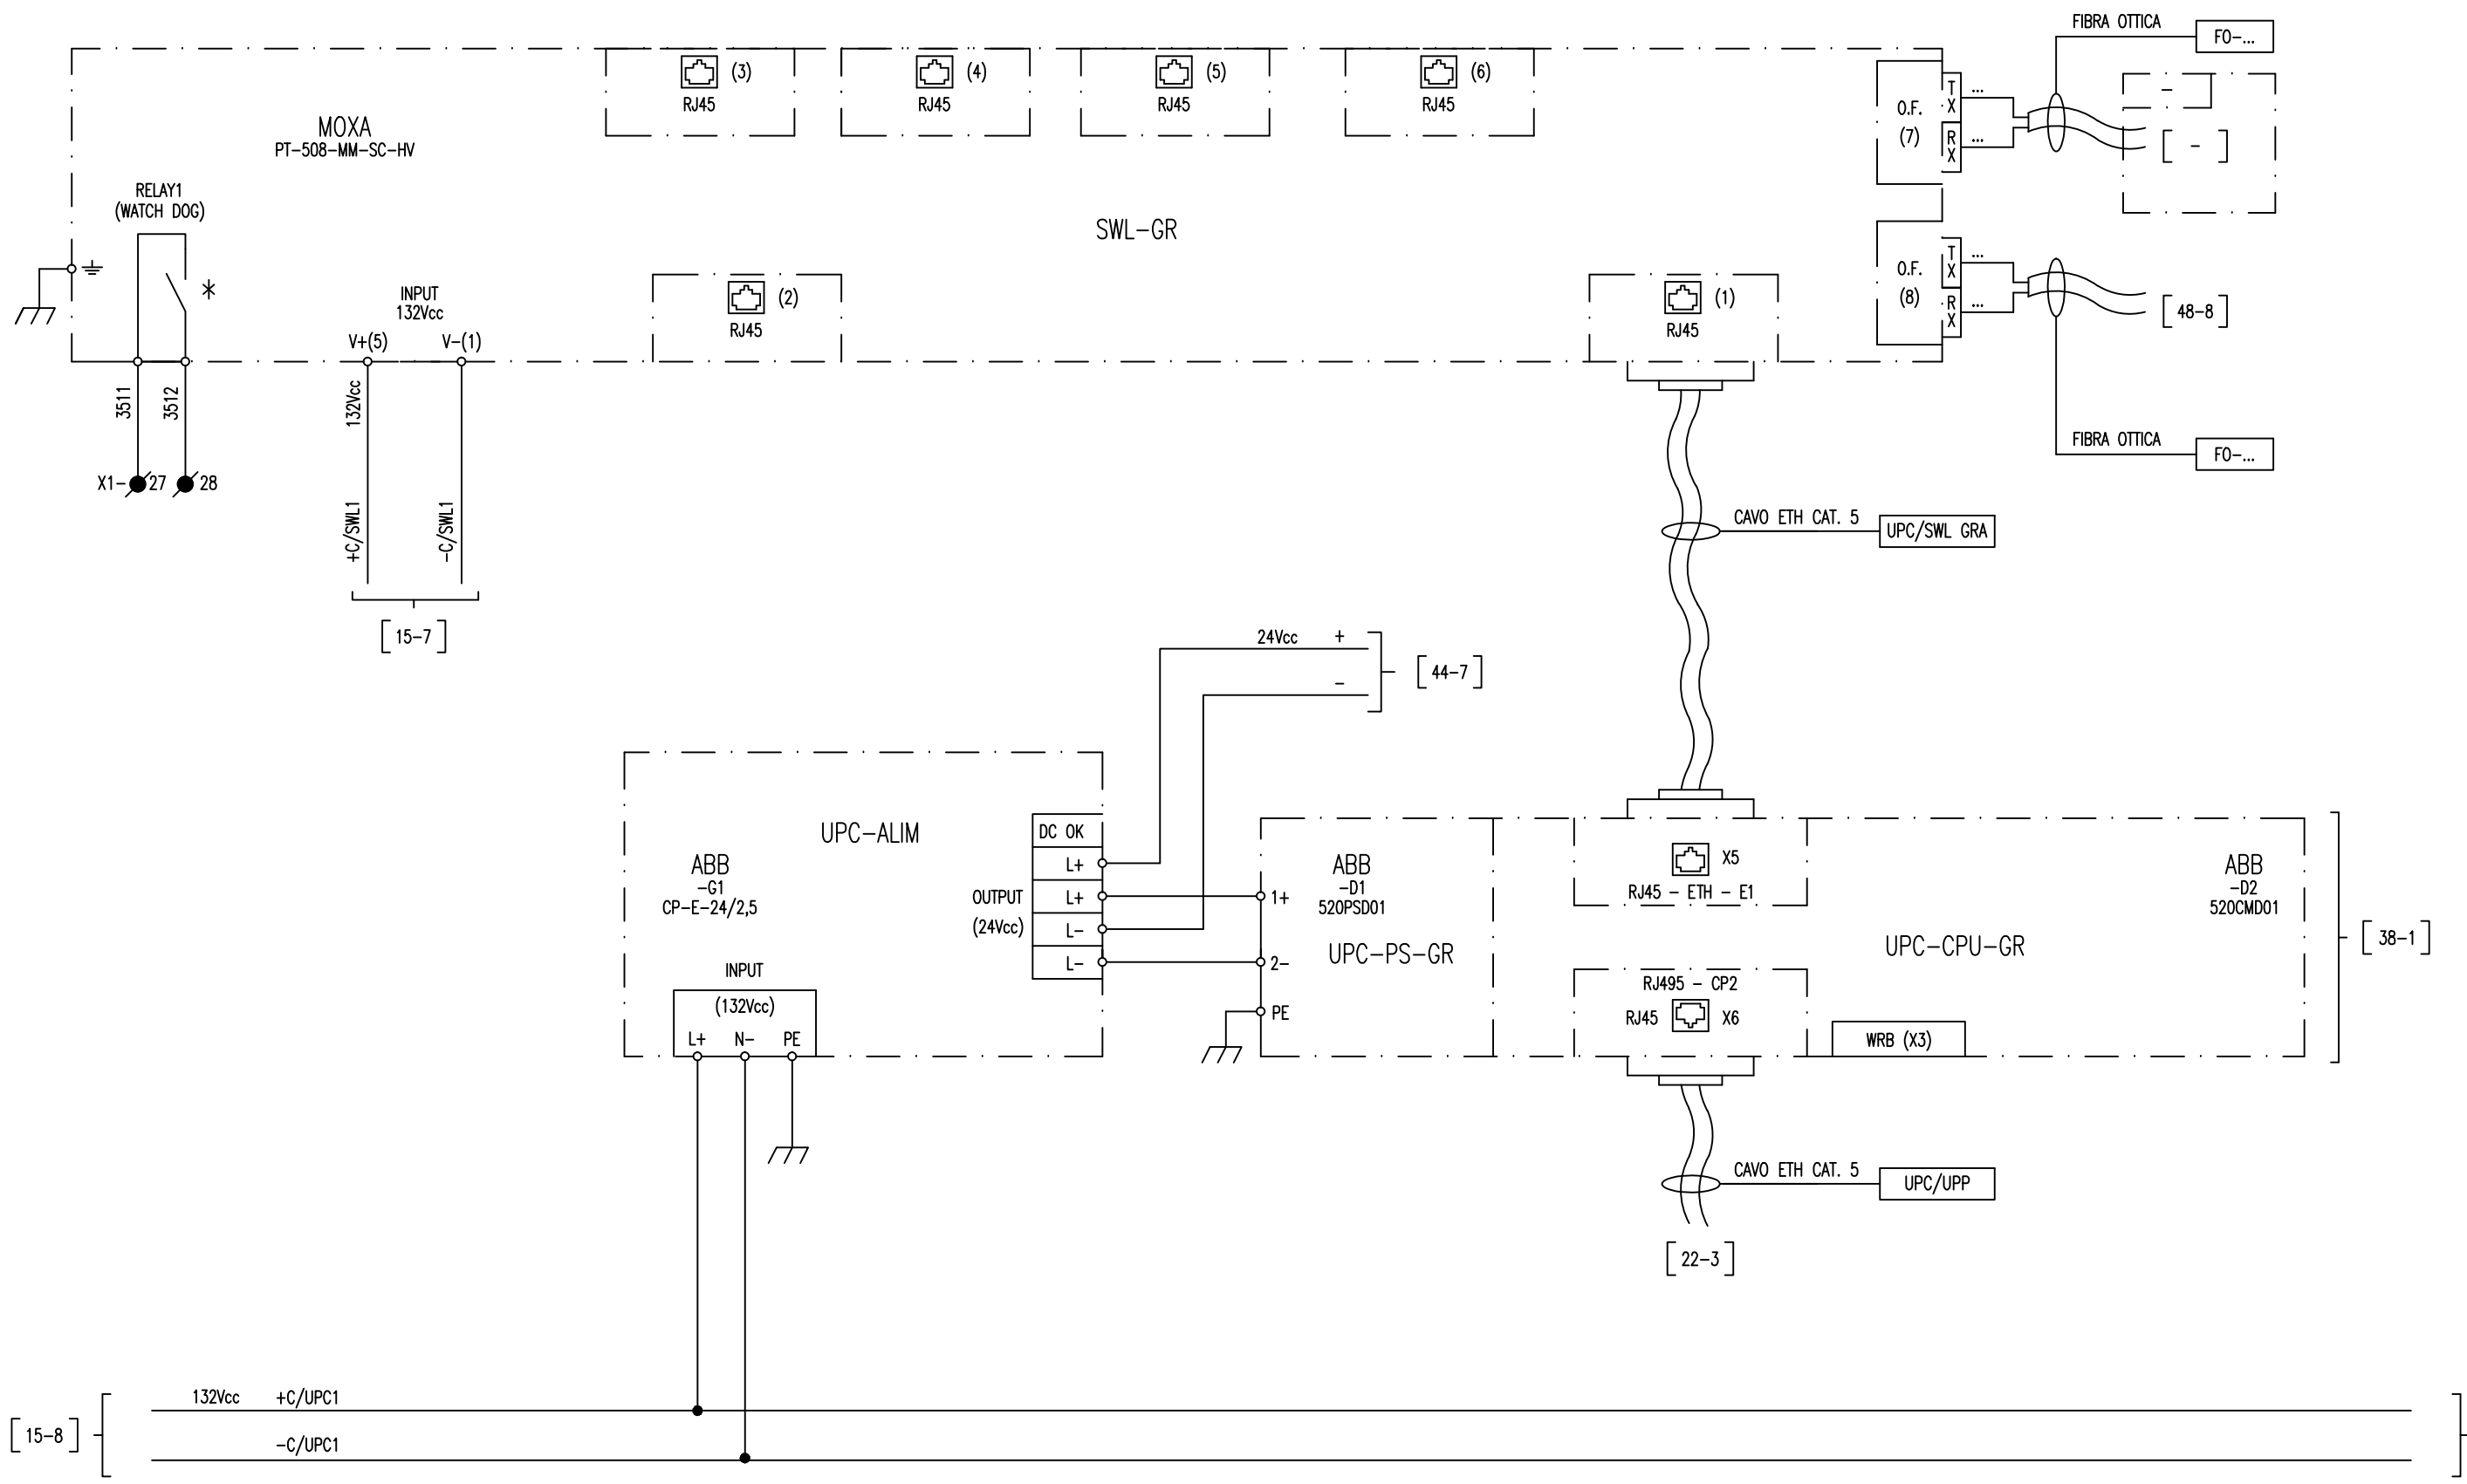 FIBRA OTTICA
FO-...
(3)
RJ45
(4)
RJ45
(5)
RJ45
(6)
RJ45
MOXA
PT-508-MM-SC-HV
O.F.
(7)
TX
RX
...
...
-
[ - ]
RELAY1
(WATCH DOG)
SWL-GR
*
INPUT
132Vcc
V+(5)
V-(1)
(2)
RJ45
(1)
RJ45
O.F.
(8)
TX
RX
...
...
[ 48-8 ]
3511
3512
132Vcc
FIBRA OTTICA
FO-...
X1-
27
28
+C/SWL1
-C/SWL1
CAVO ETH CAT. 5
UPC/SWL GRA
[ 15-7 ]
24Vcc
+
-
[ 44-7 ]
UPC-ALIM
ABB
-G1
CP-E-24/2,5
DC OK
L+
OUTPUT
L+
(24Vcc)
L-
L-
INPUT
(132Vcc)
L+
N-
PE
1+
2-
PE
ABB
-D1
520PSD01
UPC-PS-GR
X5
RJ45 - ETH - E1
UPC-CPU-GR
ABB
-D2
520CMD01
[ 38-1 ]
RJ495 - CP2
RJ45
X6
WRB (X3)
CAVO ETH CAT. 5
UPC/UPP
[ 22-3 ]
132Vcc
+C/UPC1
[ 15-8 ]
-C/UPC1